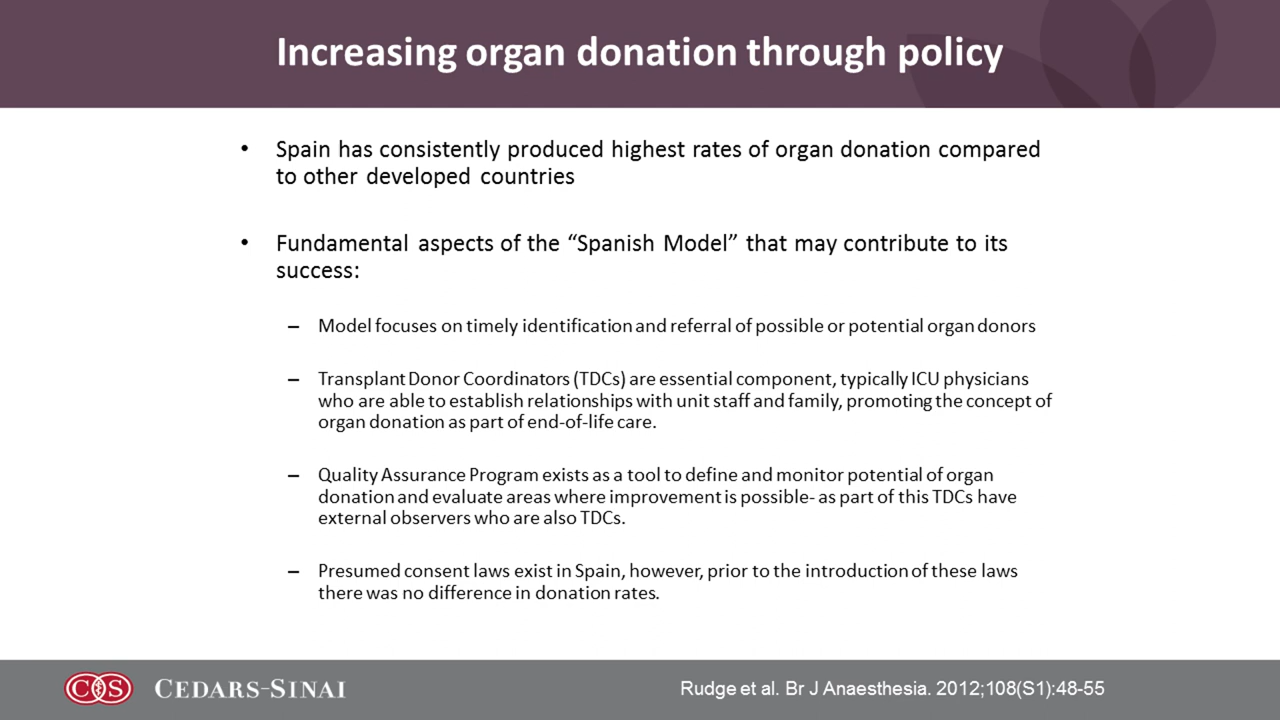 Increasing organ donation through policy
• Spain has consistently produced highest rates of organ donation compared
to other developed countries
• Fundamental aspects of the “Spanish Model” that may contribute to its
success:
– Model focuses on timely identification and referral of possible or potential organ donors
– Transplant Donor Coordinators (TDCs) are essential component, typically ICU physicians
who are able to establish relationships with unit staff and family, promoting the concept of
organ donation as part of end-of-life care.
– Quality Assurance Program exists as a tool to define and monitor potential of organ
donation and evaluate areas where improvement is possible- as part of this TDCs have
external observers who are also TDCs.
– Presumed consent laws exist in Spain, however, prior to the introduction of these laws
there was no difference in donation rates.
CS CEDARS-SINAI
Rudge et al. Br J Anaesthesia. 2012;108(S1):48-55